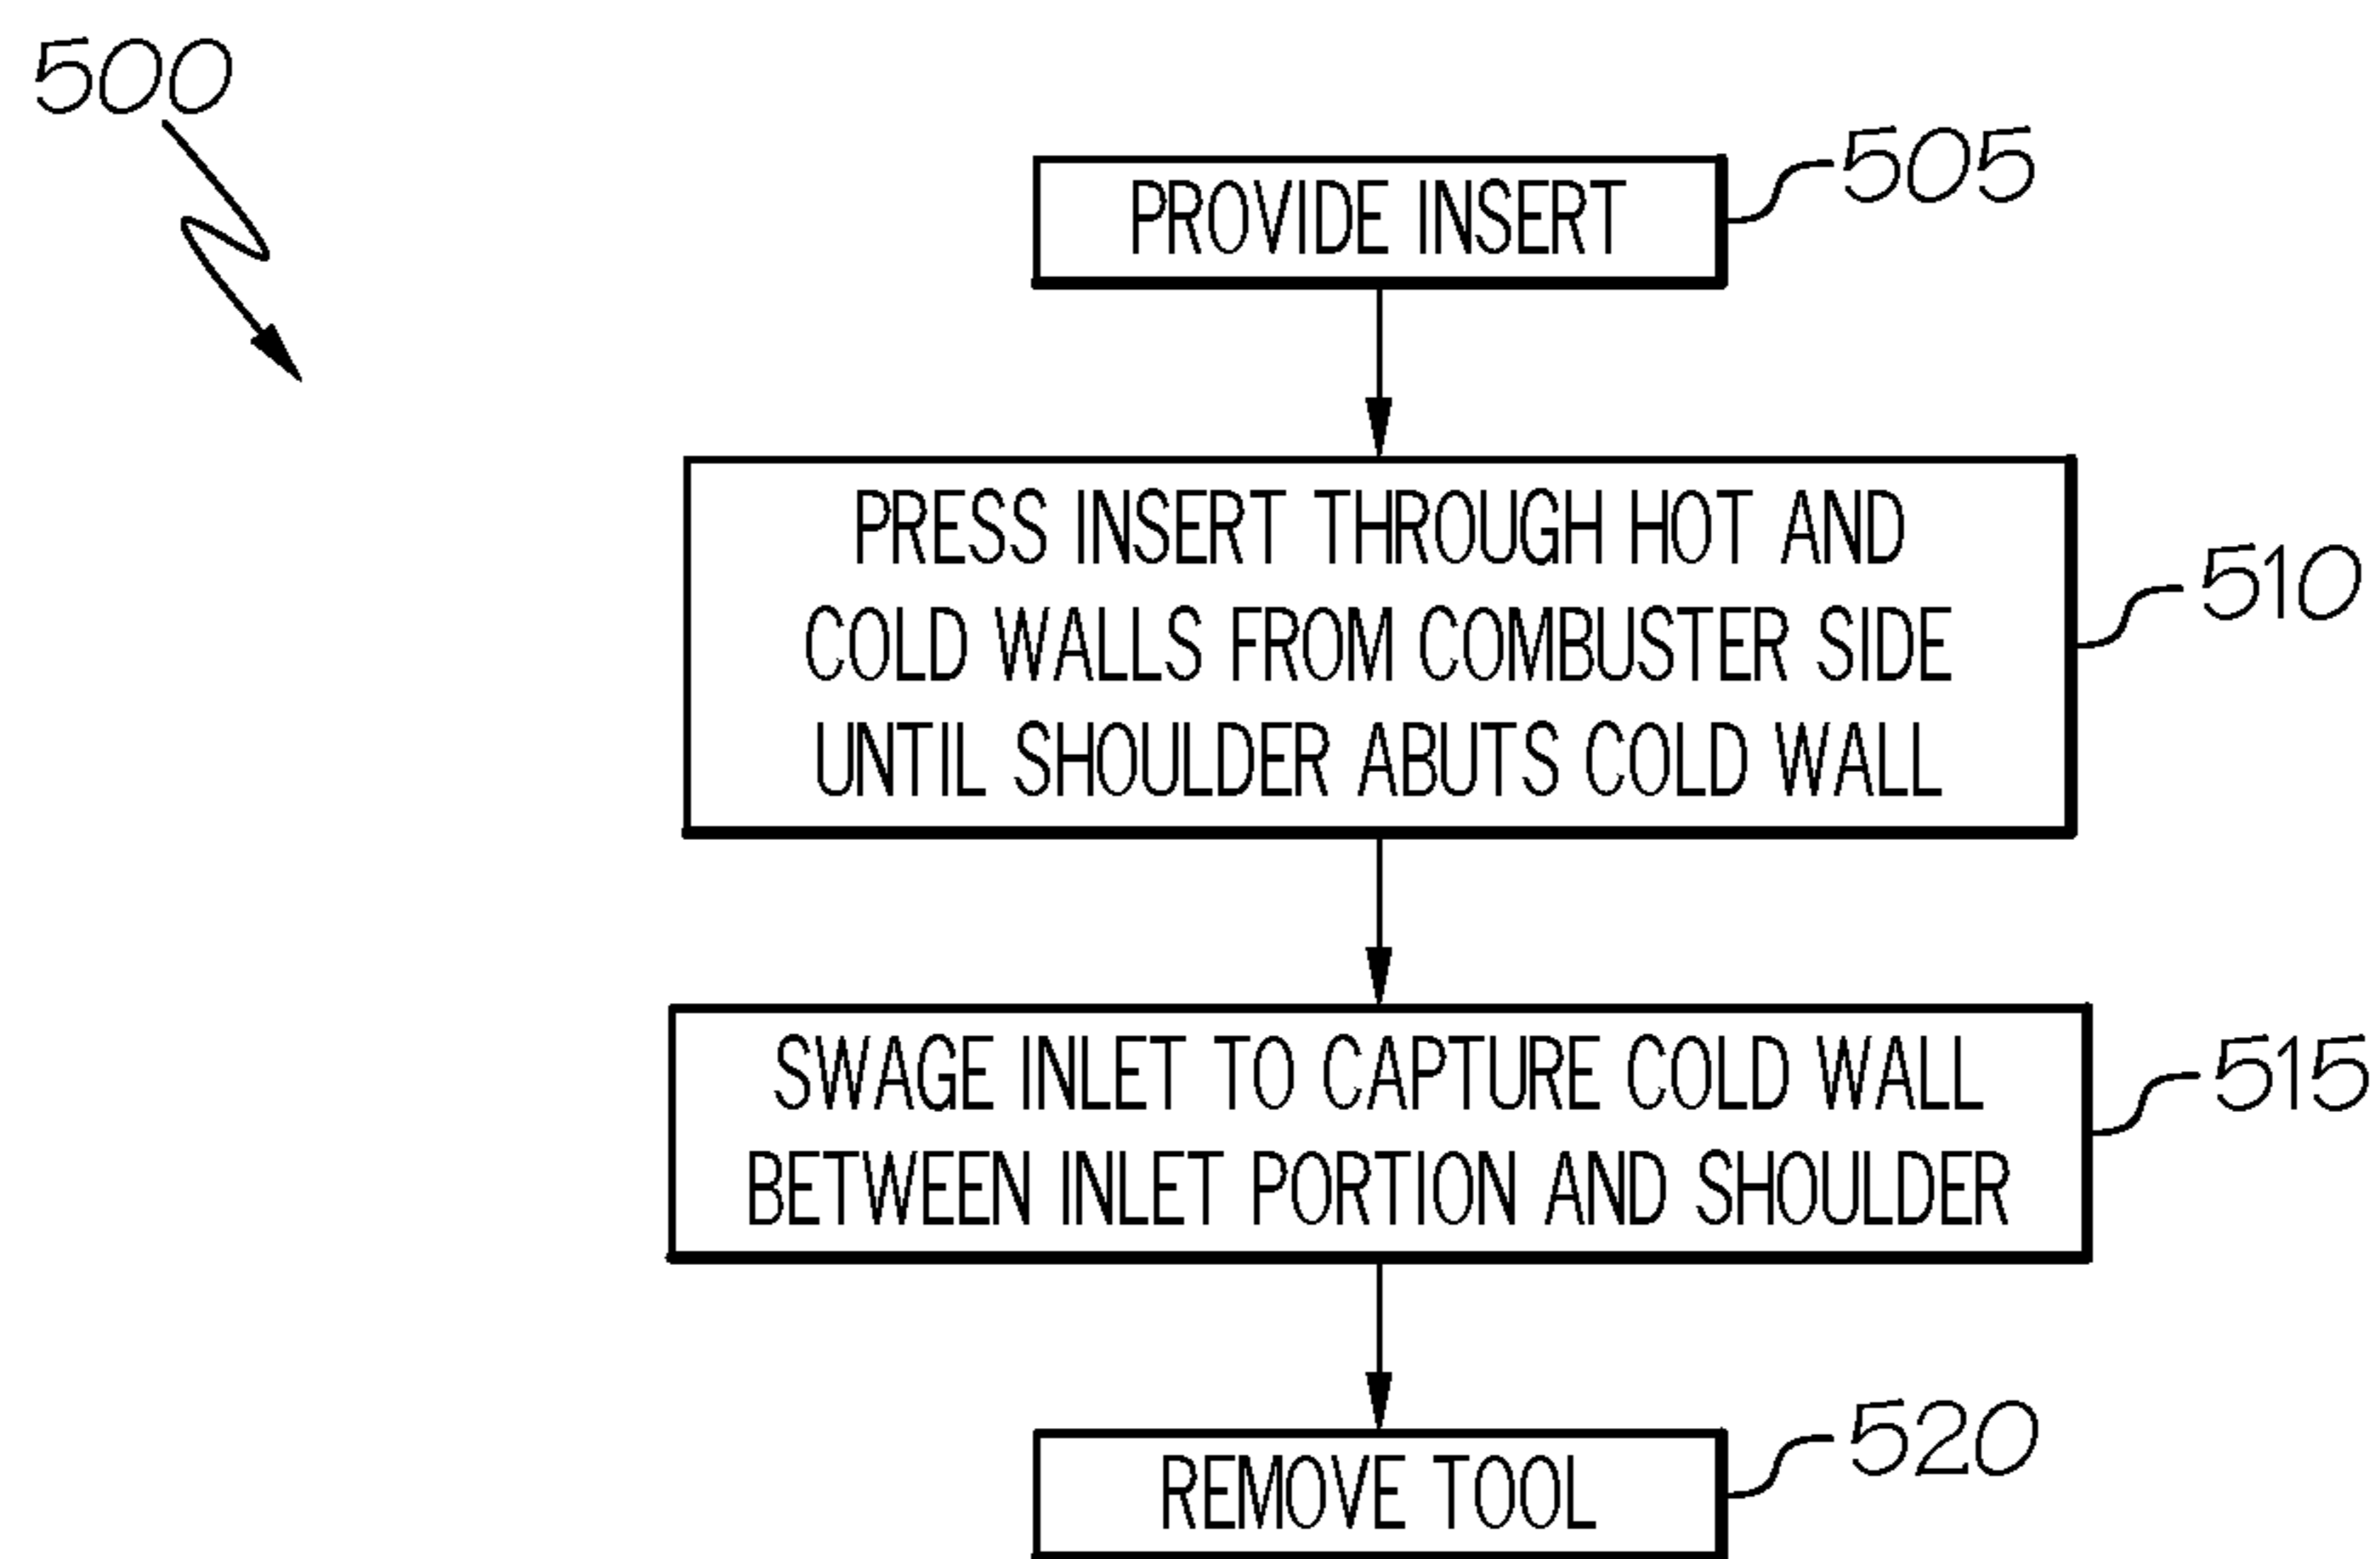 500
PROVIDE INSERT
505
PRESS INSERT THROUGH HOT AND
COLD WALLS FROM COMBUSTER SIDE
UNTIL SHOULDER ABUTS COLD WALL
510
SWAGE INLET TO CAPTURE COLD WALL
BETWEEN INLET PORTION AND SHOULDER
515
REMOVE TOOL
520